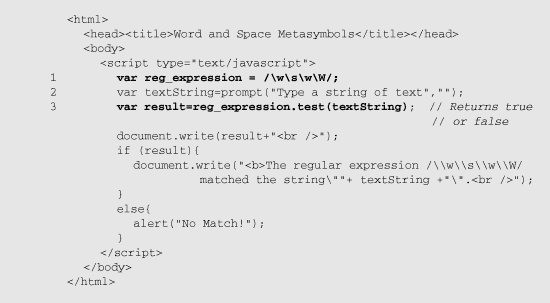 <html>
<head><title>Word and Space Metasymbols</title></head>
<body>
<script type="text/javascript">
1 var reg_expression = /\w\s\w\W/;
2 var textString=prompt("Type a string of text","");
3 var result=reg_expression.test(textString); // Returns true
// or false
document.write(result+"<br />");
if (result){
document.write("<b>The regular expression /\\w\\s\\w\\W/
matched the string\""+ textString +"\".<br />");
}
else{
alert("No Match!");
}
</script>
</body>
</html>